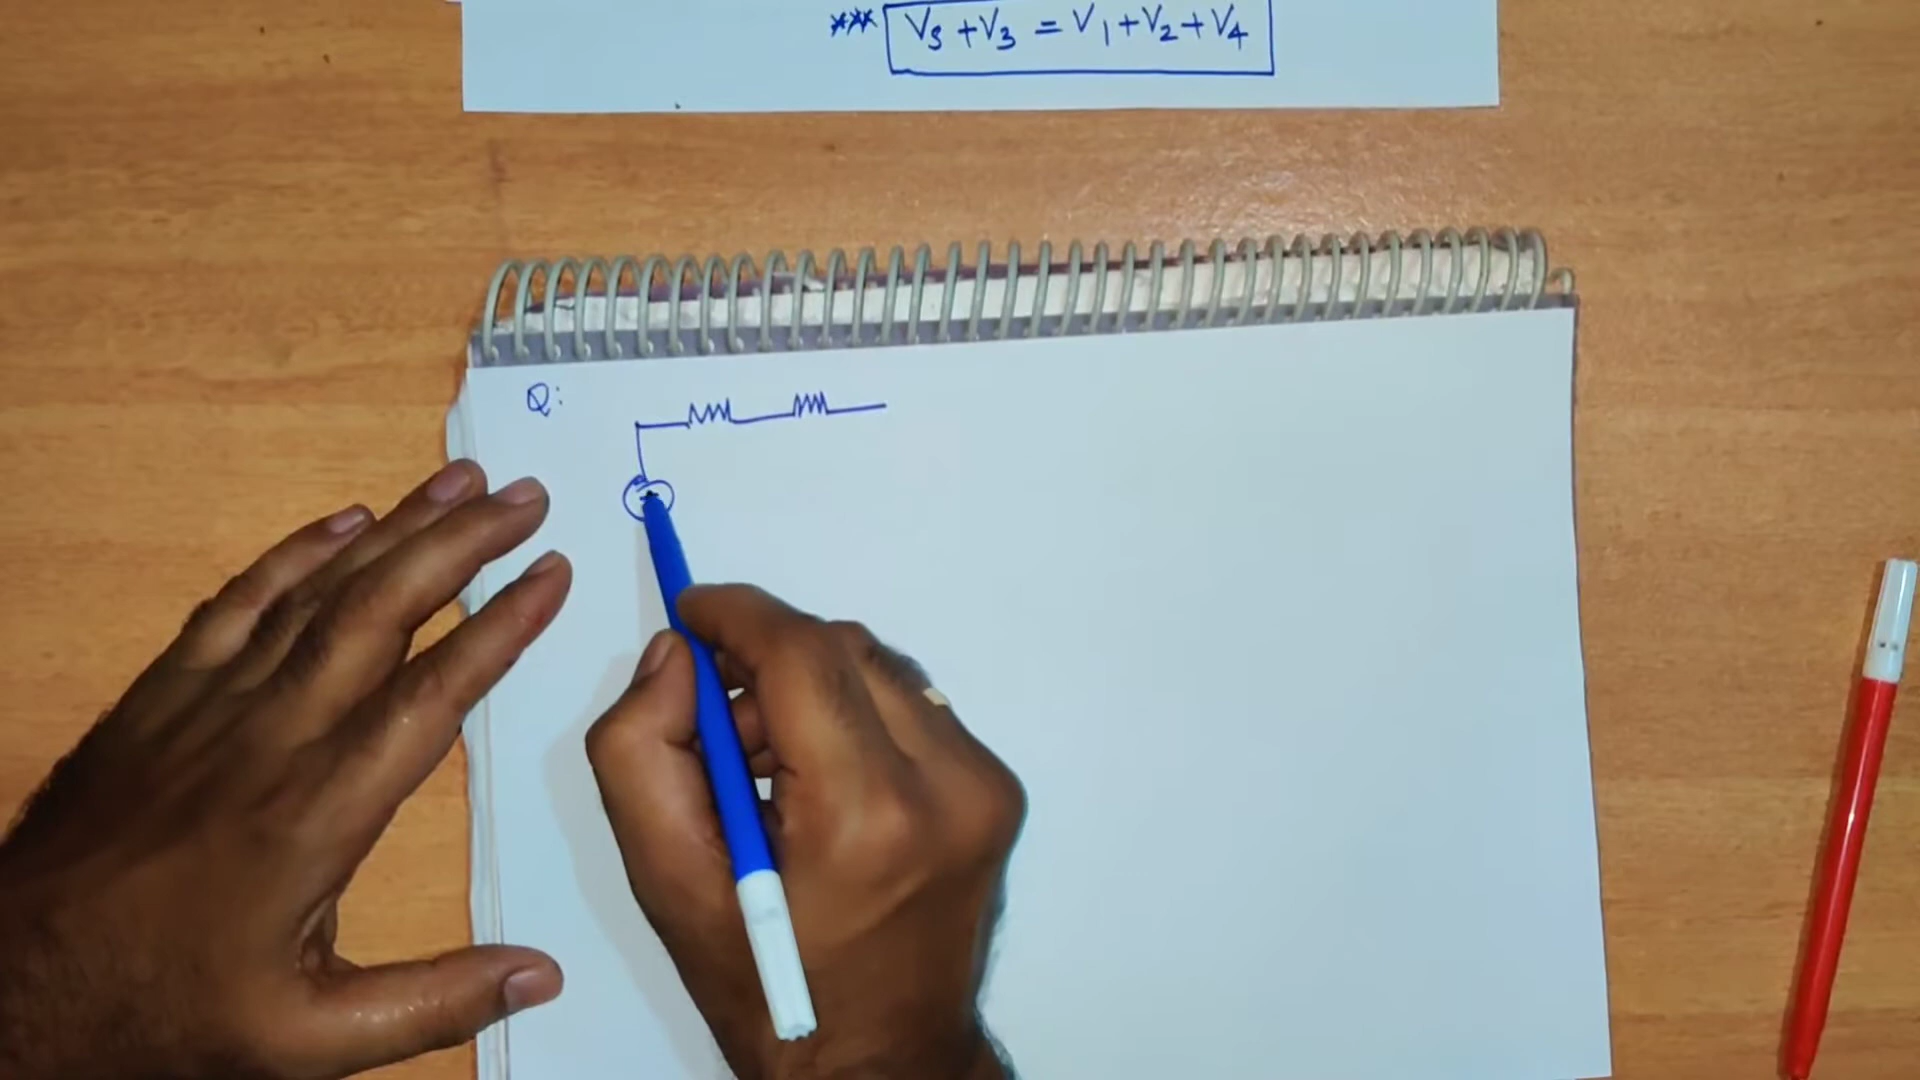 *** V5 + V3 = V1 + V2 + V4
Q:
+